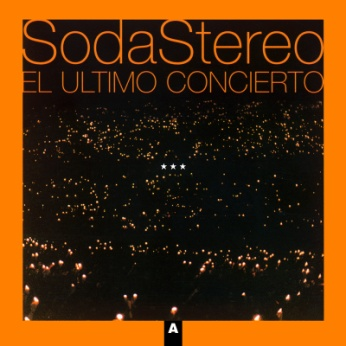 SodaStereo
EL ULTIMO CONCIERTO
A